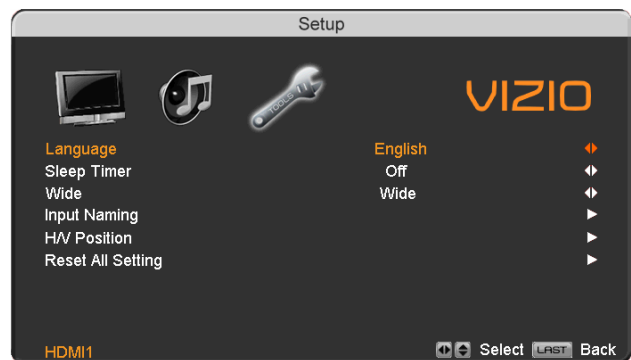 Setup
TOOLS
VIZIO
Language English
Sleep Timer Off
Wide Wide
Input Naming
H/V Position
Reset All Setting
HDMI1 Select LAST Back